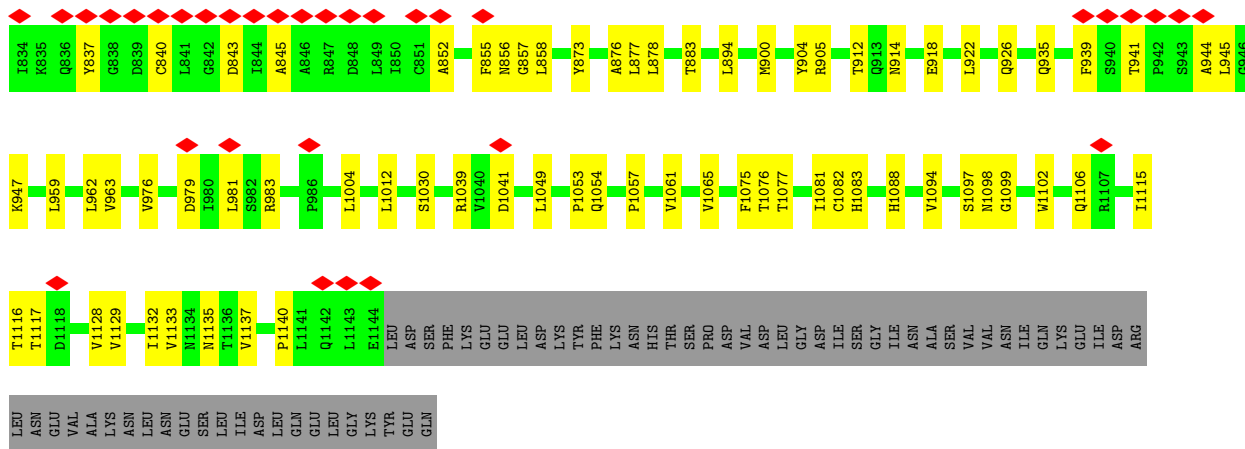 I834 K835 Q836 Y837 G838 D839 C840 L841 G842 D843 I844 A845 A846 R847 D848 L849 I850 C851 A852 F855 N856 G857 L858 Y873 A876 L877 L878 T883 L894 M900 Y904 R905 T912 Q913 N914 E918 L922 Q926 Q935 F939 S940 T941 P942 S943 A944 L945 G946
K947 L959 L962 V963 V976 D979 I980 L981 S982 R983 P986 L1004 L1012 S1030 R1039 V1040 D1041 L1049 P1053 Q1054 P1057 V1061 V1065 F1075 T1076 T1077 I1081 C1082 H1083 H1088 V1094 S1097 N1098 G1099 W1102 Q1106 R1107 I1115
T1116 T1117 D1118 V1128 V1129 I1132 V1133 N1134 N1135 T1136 V1137 P1140 L1141 Q1142 L1143 E1144 LEU ASP SER PHE LYS GLU GLU LEU ASP LYS TYR PHE LYS ASN HIS THR SER PRO ASP VAL ASP LEU GLY ASP ILE SER GLY ILE ASN ALA SER VAL VAL ASN ILE GLN LYS GLU ILE ASP ARG
LEU ASN GLU VAL ALA LYS ASN LEU ASN GLU SER LEU ILE ASP LEU GLN GLU LEU GLY LYS TYR GLU GLN